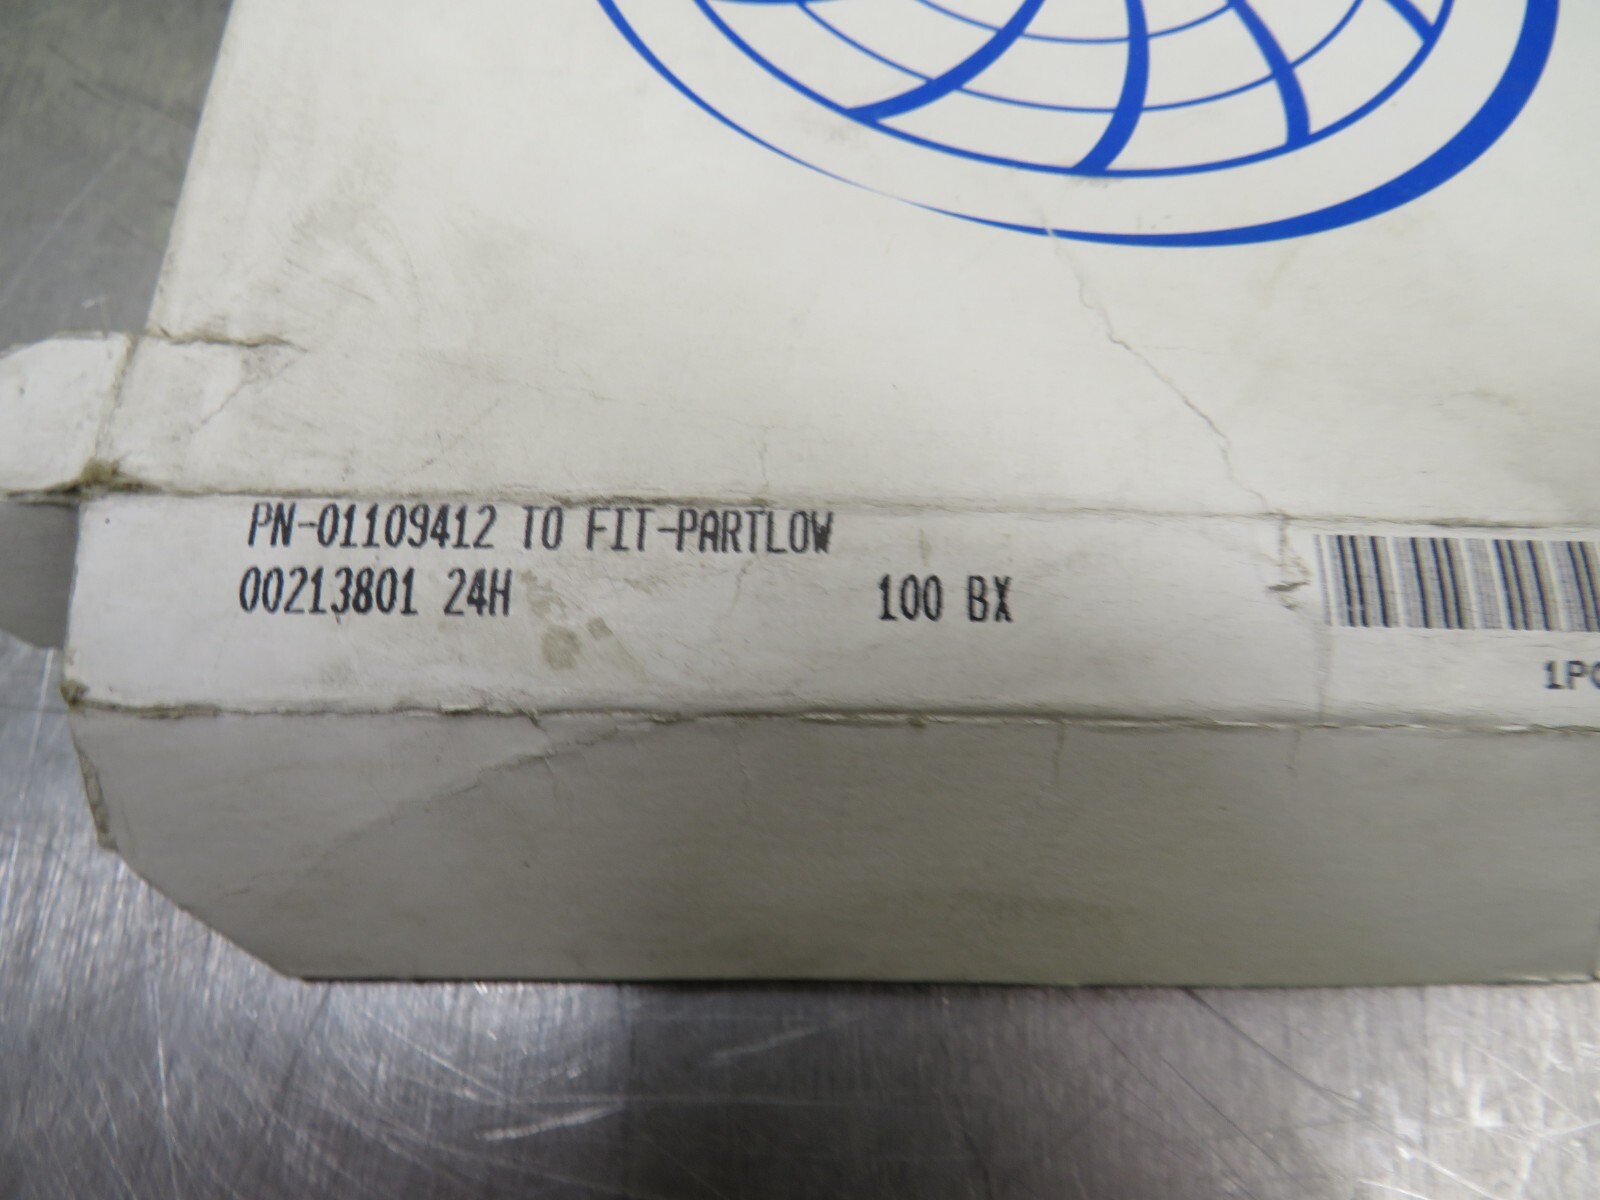 PN-01109412 TO FIT-PARTLOW
00213801 24H 100 BX